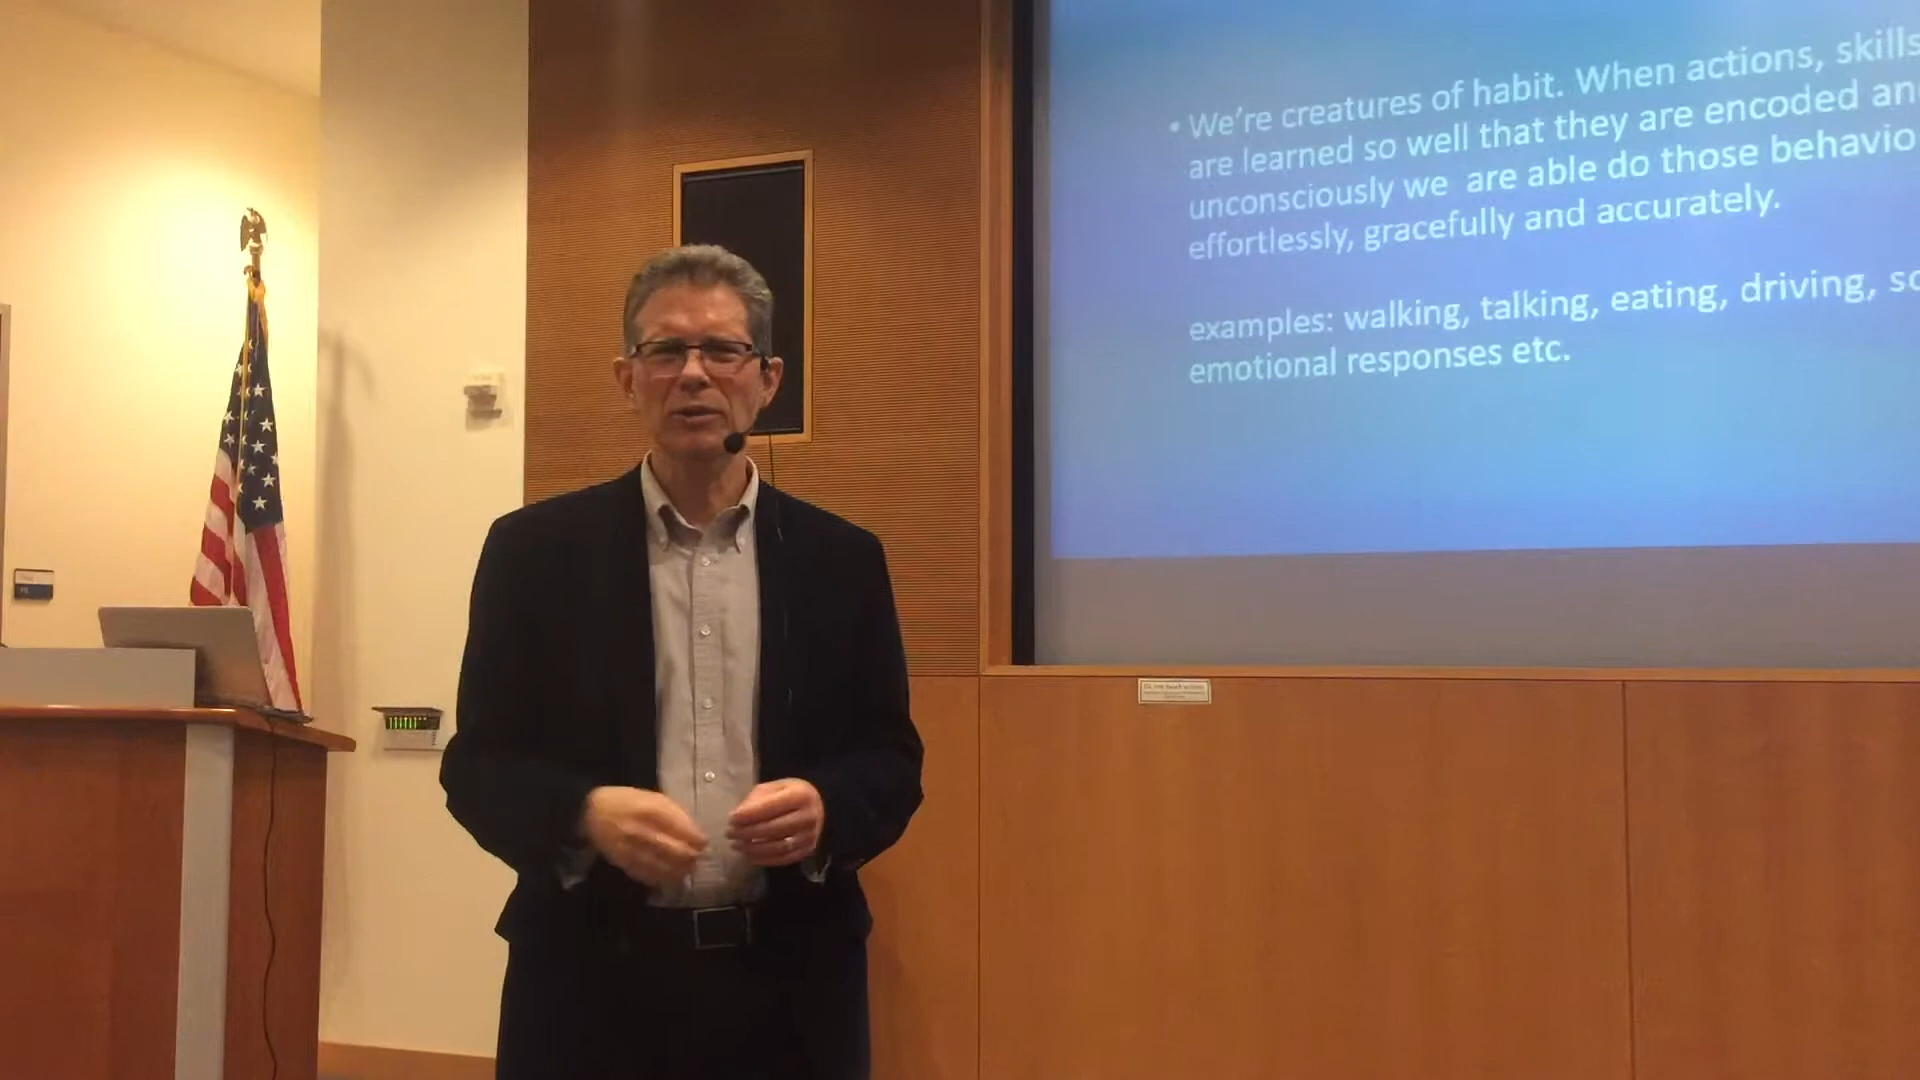 • We're creatures of habit. When actions, skills
are learned so well that they are encoded an
unconsciously we are able do those behavio
effortlessly, gracefully and accurately.
examples: walking, talking, eating, driving, so
emotional responses etc.